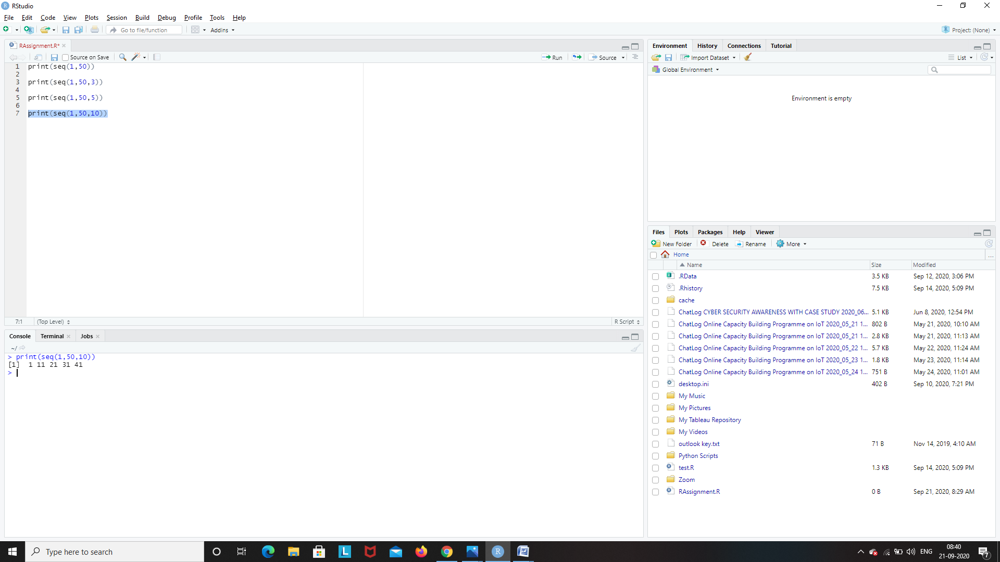 RStudio
File Edit Code View Plots Session Build Debug Profile Tools Help
Go to file/function Addins Project: (None)
RAssignment.R*
Source on Save Run Source
1 print(seq(1,50))
2
3 print(seq(1,50,3))
4
5 print(seq(1,50,5))
6
7 print(seq(1,50,10))
7:1 (Top Level) R Script
Console Terminal Jobs
~/
> print(seq(1,50,10))
[1]  1 11 21 31 41
>
Environment History Connections Tutorial
Import Dataset List
Global Environment
Environment is empty
Files Plots Packages Help Viewer
New Folder Delete Rename More
Home ...
Name Size Modified
.RData 3.5 KB Sep 12, 2020, 3:06 PM
.Rhistory 7.5 KB Sep 14, 2020, 5:09 PM
cache
ChatLog CYBER SECURITY AWARENESS WITH CASE STUDY 2020_06... 5.1 KB Jun 8, 2020, 12:54 PM
ChatLog Online Capacity Building Programme on IoT 2020_05_21 1... 802 B May 21, 2020, 10:10 AM
ChatLog Online Capacity Building Programme on IoT 2020_05_21 1... 2.8 KB May 21, 2020, 11:13 AM
ChatLog Online Capacity Building Programme on IoT 2020_05_22 1... 5.7 KB May 22, 2020, 11:24 AM
ChatLog Online Capacity Building Programme on IoT 2020_05_23 1... 1.8 KB May 23, 2020, 11:14 AM
ChatLog Online Capacity Building Programme on IoT 2020_05_24 1... 751 B May 24, 2020, 11:01 AM
desktop.ini 402 B Sep 10, 2020, 7:21 PM
My Music
My Pictures
My Tableau Repository
My Videos
outlook key.txt 71 B Nov 14, 2019, 4:10 AM
Python Scripts
test.R 1.3 KB Sep 14, 2020, 5:09 PM
Zoom
RAssignment.R 0 B Sep 21, 2020, 8:29 AM
Type here to search
ENG 08:40
21-09-2020
7